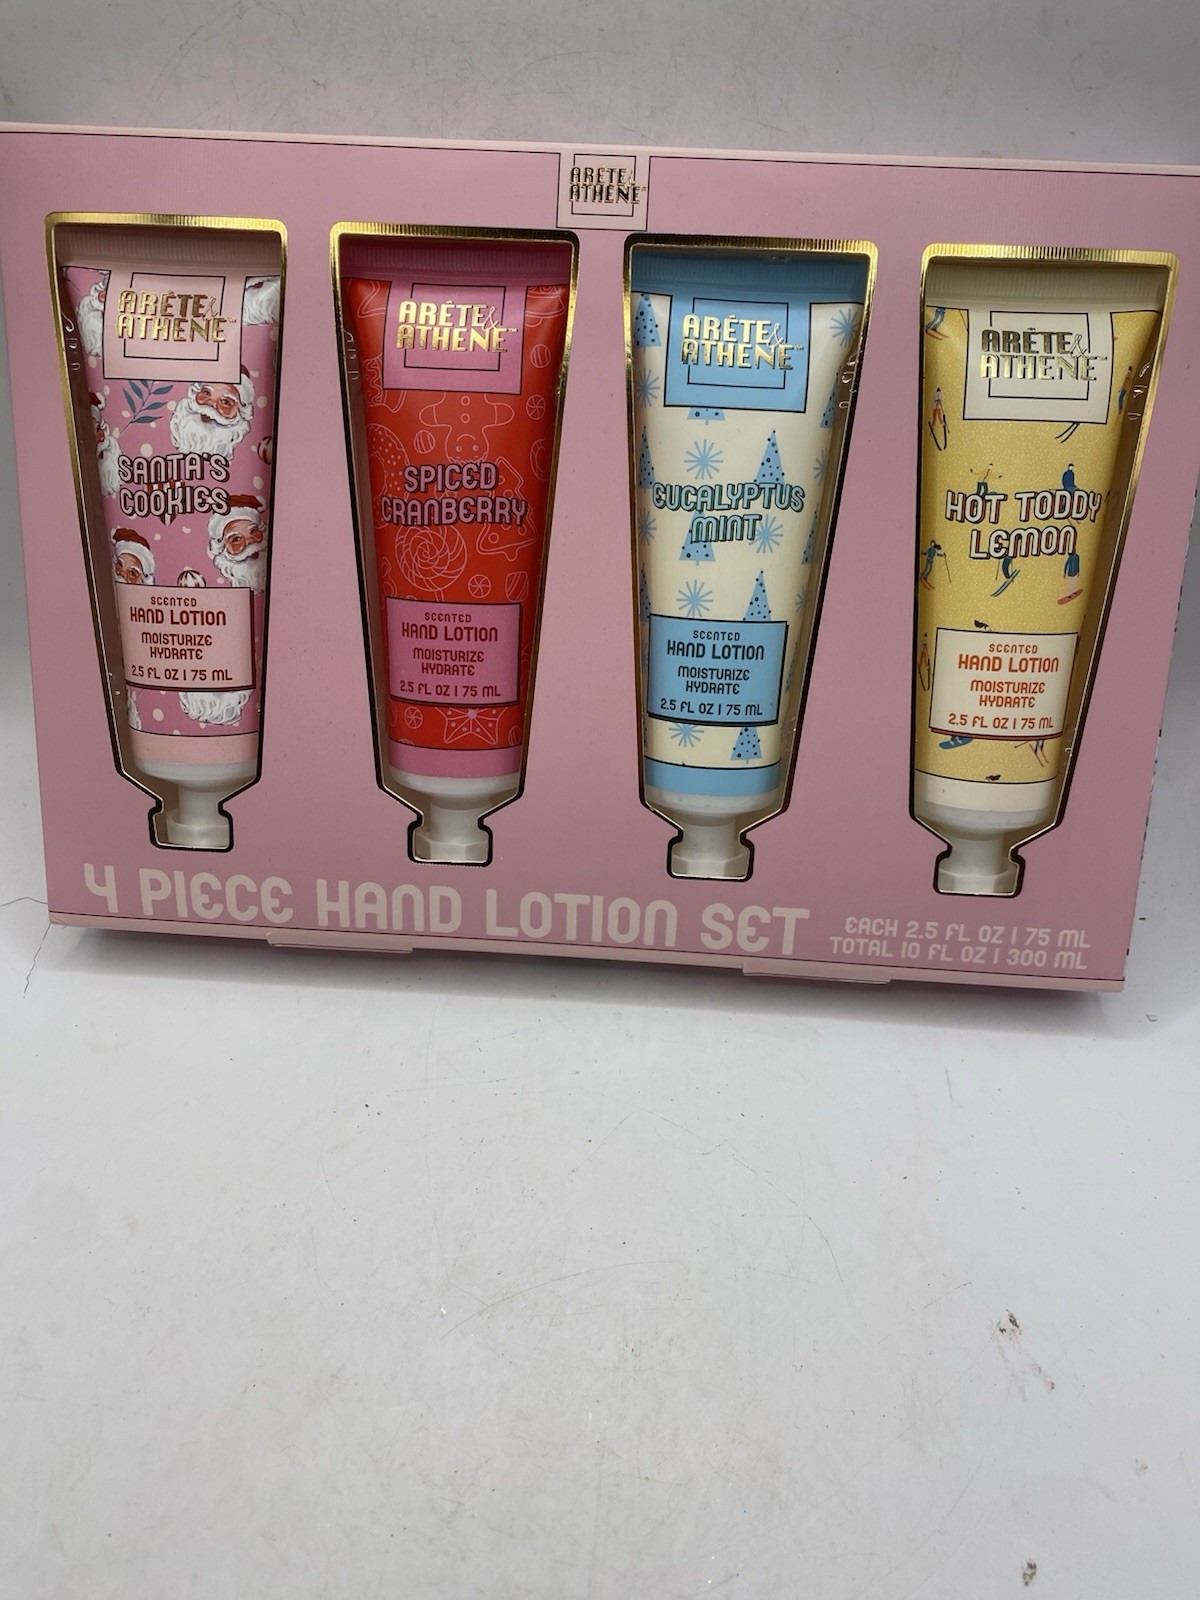 ARÊTE &
ATHENE
ARÊTE &
ATHENE™
SANTA'S
COOKIES
SCENTED
HAND LOTION
MOISTURIZE
HYDRATE
2.5 FL OZ | 75 ML
ARÊTE &
ATHENE™
SPICED
CRANBERRY
SCENTED
HAND LOTION
MOISTURIZE
HYDRATE
2.5 FL OZ | 75 ML
ARÊTE &
ATHENE™
EUCALYPTUS
MINT
SCENTED
HAND LOTION
MOISTURIZE
HYDRATE
2.5 FL OZ | 75 ML
ARÊTE &
ATHENE™
HOT TODDY
LEMON
SCENTED
HAND LOTION
MOISTURIZE
HYDRATE
2.5 FL OZ | 75 ML
4 PIECE HAND LOTION SET
EACH 2.5 FL OZ | 75 ML
TOTAL 10 FL OZ | 300 ML